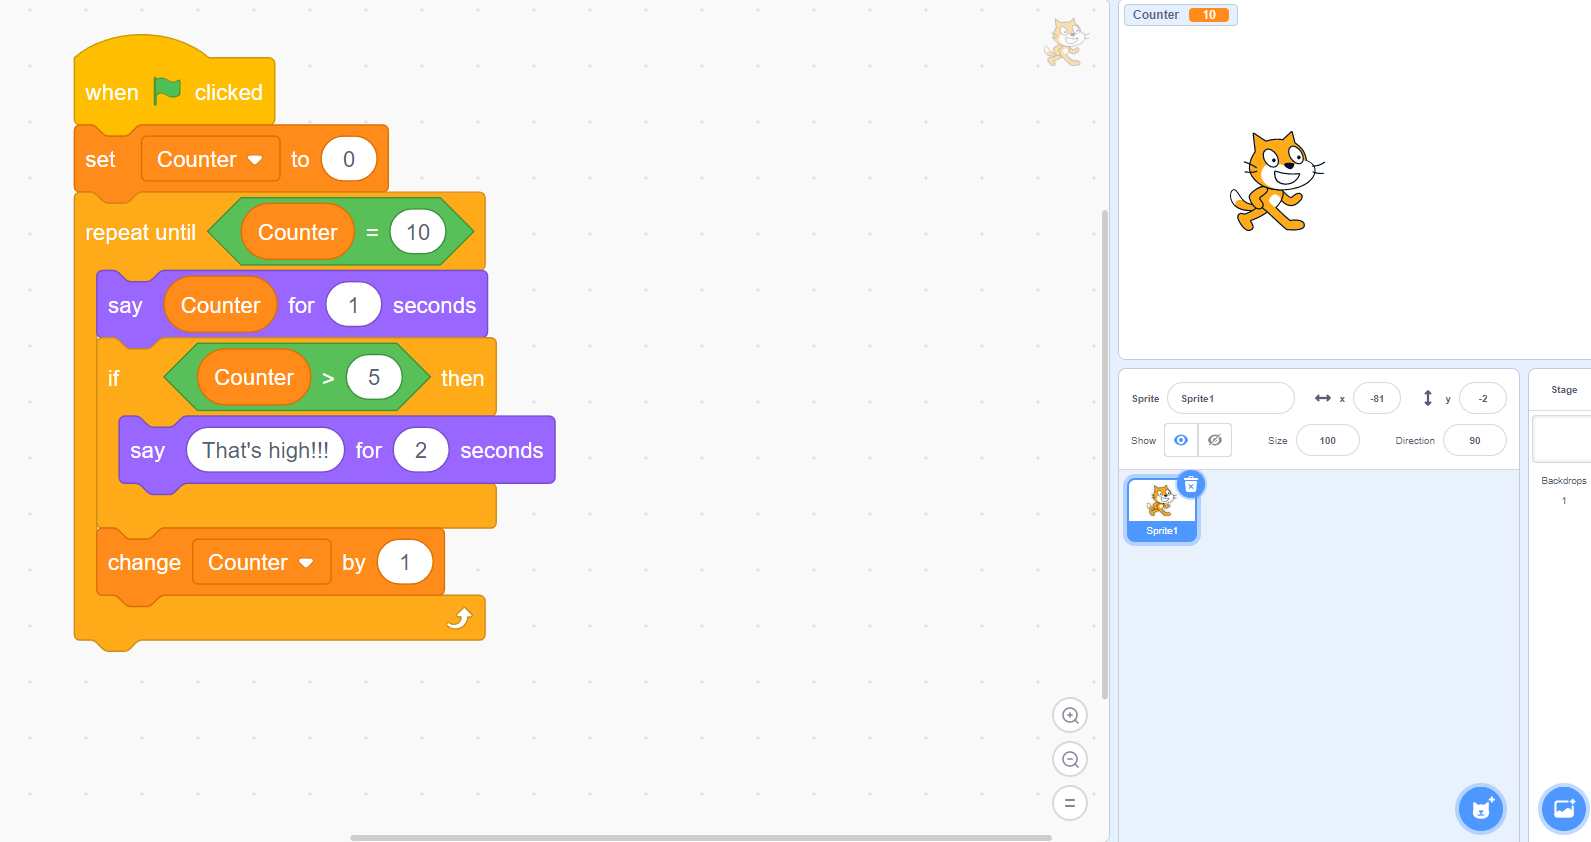 when clicked
set Counter to 0
repeat until Counter = 10
say Counter for 1 seconds
if Counter > 5 then
say That's high!!! for 2 seconds
change Counter by 1
Counter 10
Sprite Sprite1 x -81 y -2
Show Size 100 Direction 90
Sprite1
Stage
Backdrops
1